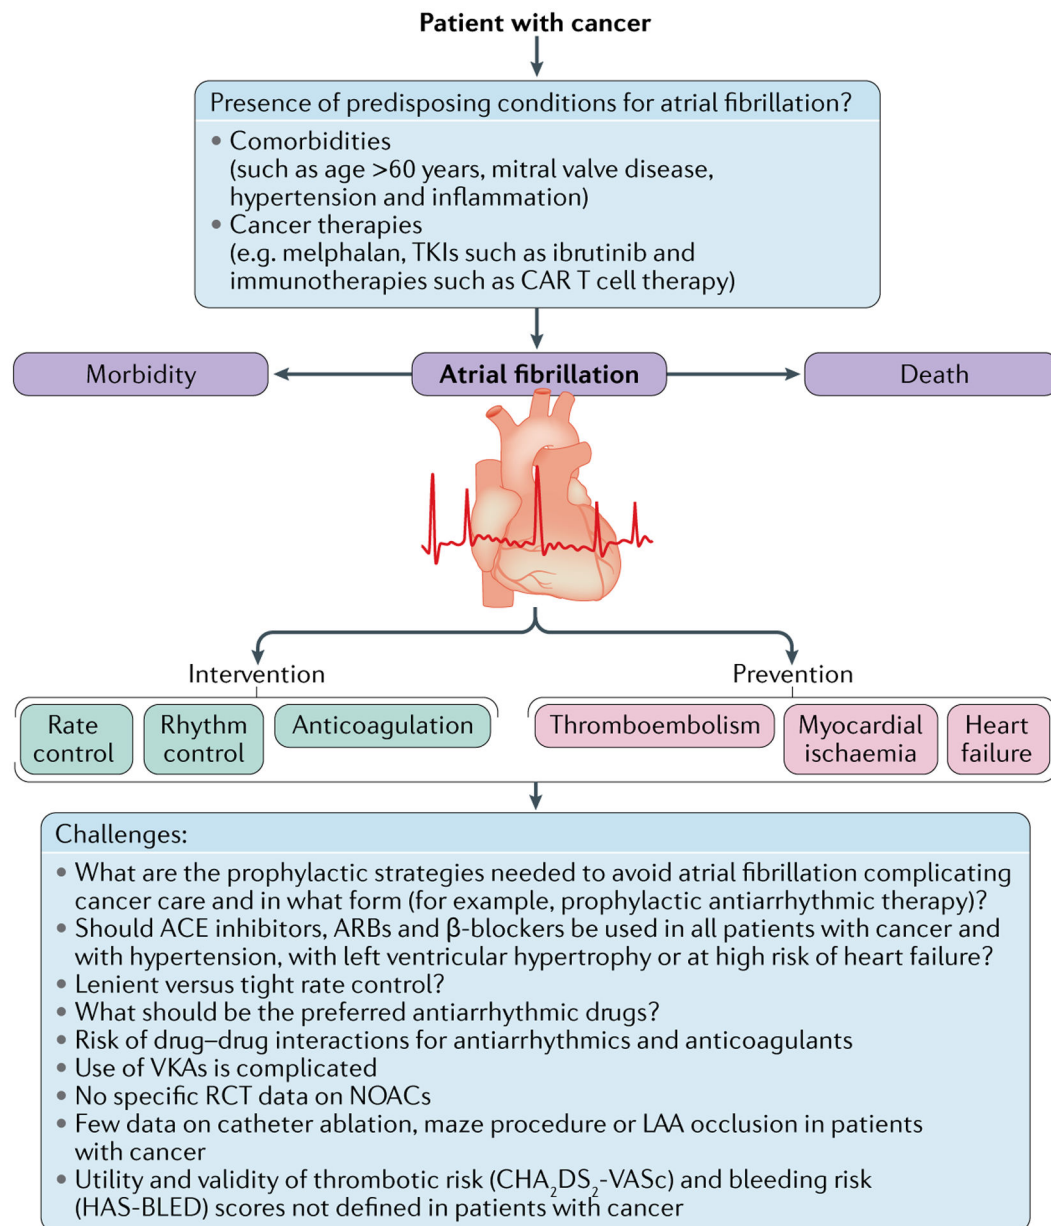 Patient with cancer
Presence of predisposing conditions for atrial fibrillation?
• Comorbidities
(such as age >60 years, mitral valve disease,
hypertension and inflammation)
• Cancer therapies
(e.g. melphalan, TKIs such as ibrutinib and
immunotherapies such as CAR T cell therapy)
Morbidity
Atrial fibrillation
Death
Intervention
Prevention
Rate
control
Rhythm
control
Anticoagulation
Thromboembolism
Myocardial
ischaemia
Heart
failure
Challenges:
• What are the prophylactic strategies needed to avoid atrial fibrillation complicating
cancer care and in what form (for example, prophylactic antiarrhythmic therapy)?
• Should ACE inhibitors, ARBs and β-blockers be used in all patients with cancer and
with hypertension, with left ventricular hypertrophy or at high risk of heart failure?
• Lenient versus tight rate control?
• What should be the preferred antiarrhythmic drugs?
• Risk of drug–drug interactions for antiarrhythmics and anticoagulants
• Use of VKAs is complicated
• No specific RCT data on NOACs
• Few data on catheter ablation, maze procedure or LAA occlusion in patients
with cancer
• Utility and validity of thrombotic risk (CHA₂DS₂-VASc) and bleeding risk
(HAS-BLED) scores not defined in patients with cancer